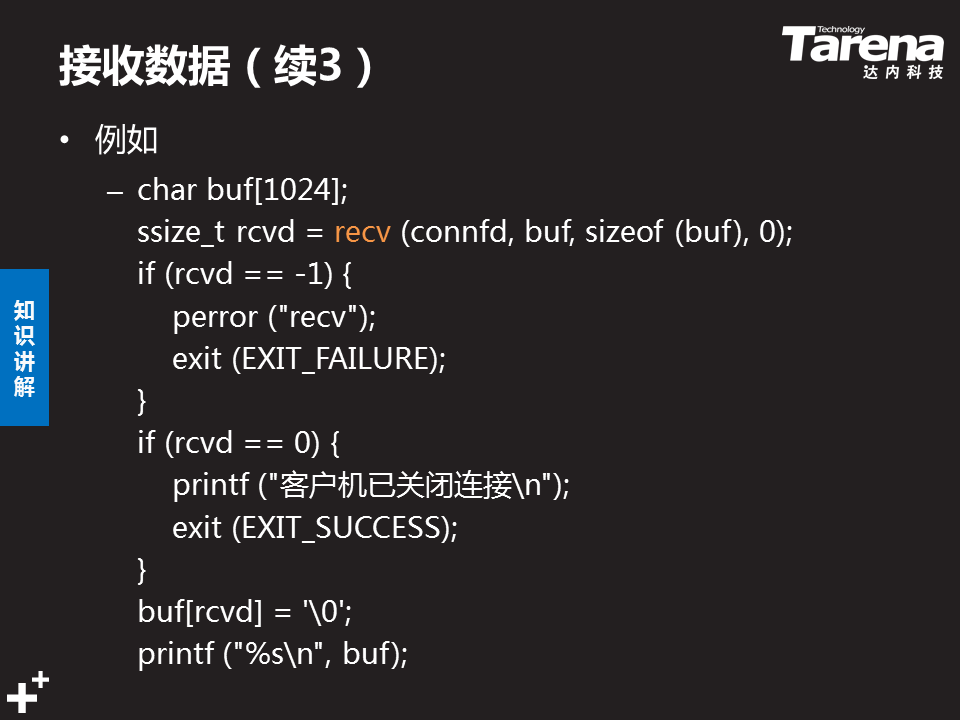 接收数据（续3）
Technology
Tarena
达内科技
• 例如
– char buf[1024];
ssize_t rcvd = recv (connfd, buf, sizeof (buf), 0);
if (rcvd == -1) {
perror ("recv");
exit (EXIT_FAILURE);
}
if (rcvd == 0) {
printf ("客户机已关闭连接\n");
exit (EXIT_SUCCESS);
}
buf[rcvd] = '\0';
printf ("%s\n", buf);
知识讲解